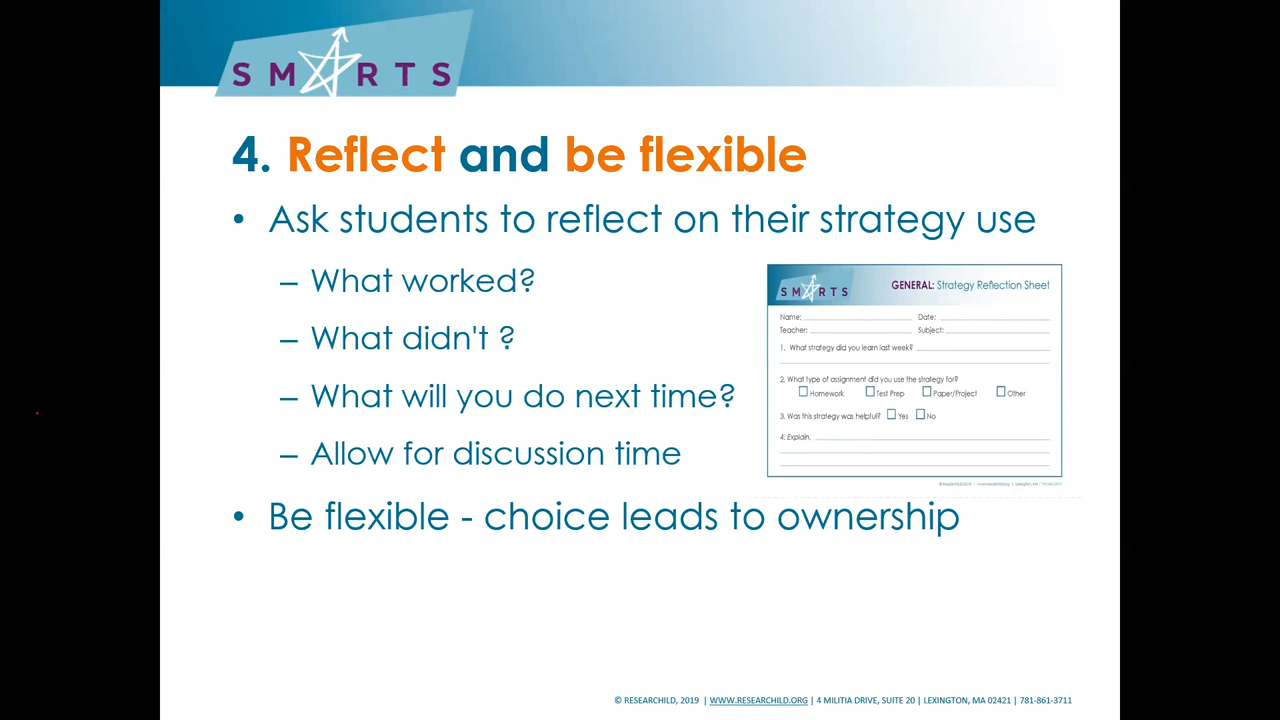 SMARTS
4. Reflect and be flexible
• Ask students to reflect on their strategy use
– What worked?
– What didn't ?
– What will you do next time?
– Allow for discussion time
• Be flexible - choice leads to ownership
SMARTS
GENERAL: Strategy Reflection Sheet
Name: Date:
Teacher: Subject:
1. What strategy did you learn last week?
2. What type of assignment did you use the strategy for?
Homework Test Prep Paper/Project Other
3. Was this strategy was helpful? Yes No
4. Explain.
© RESEARCHILD, 2019 | WWW.RESEARCHILD.ORG | 4 MILITIA DRIVE, SUITE 20 | LEXINGTON, MA 02421 | 781-861-3711